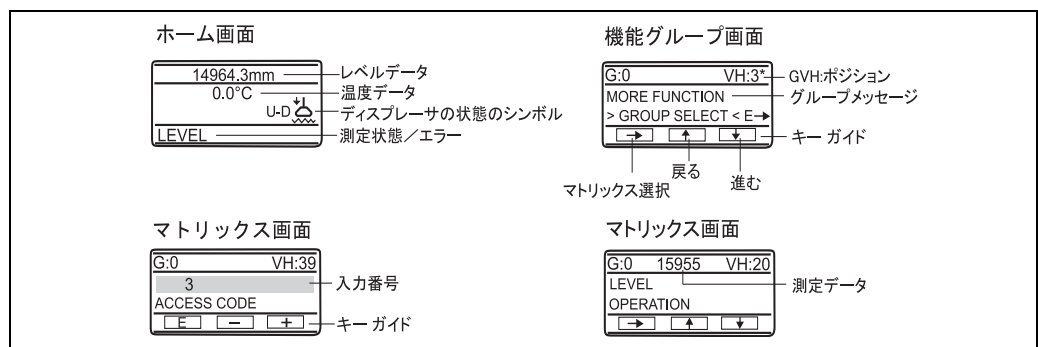 ホーム画面
14964.3mm
レベルデータ
0.0°C
温度データ
U-D
ディスプレーサの状態のシンボル
LEVEL
測定状態／エラー
機能グループ画面
G:0 VH:3*
GVH:ポジション
MORE FUNCTION
グループメッセージ
> GROUP SELECT < E→
→ ↑ ↓
キー ガイド
マトリックス選択
戻る
進む
マトリックス画面
G:0 VH:39
3
入力番号
ACCESS CODE
E − +
キー ガイド
マトリックス画面
G:0 15955 VH:20
LEVEL
測定データ
OPERATION
→ ↑ ↓